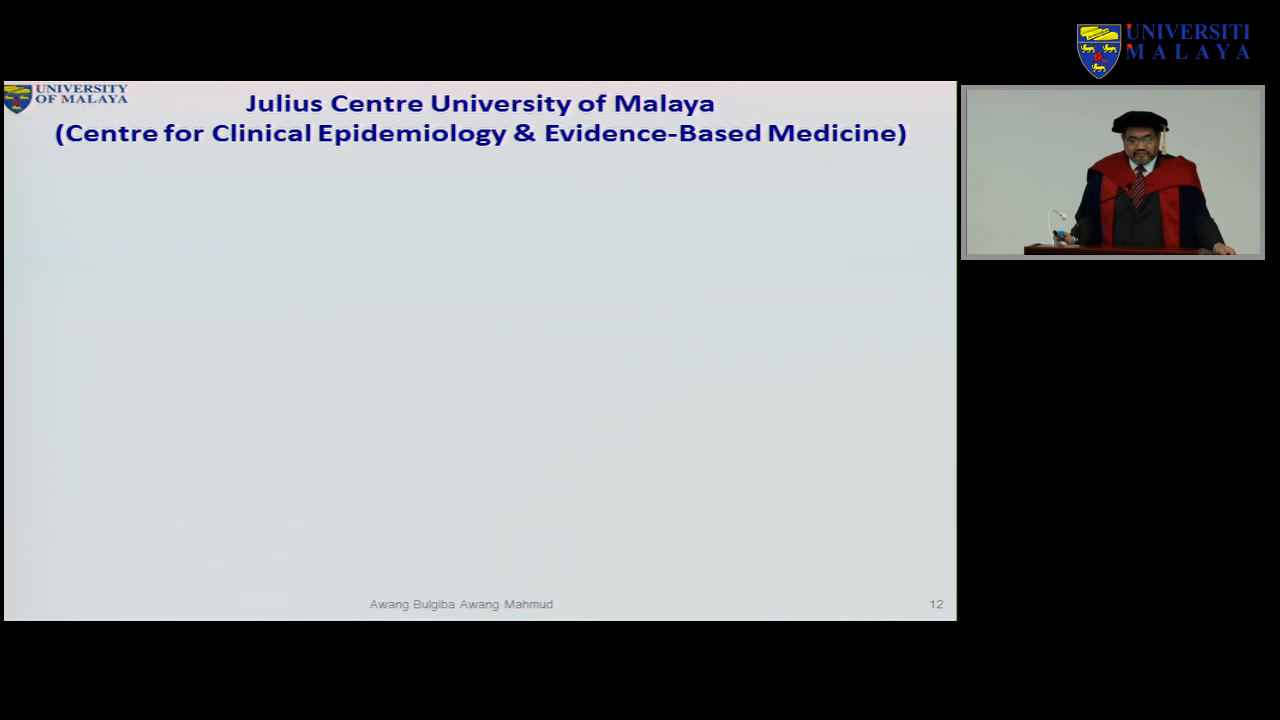 UNIVERSITI
MALAYA
UNIVERSITY
OF MALAYA
Julius Centre University of Malaya
(Centre for Clinical Epidemiology & Evidence-Based Medicine)
Awang Bulgiba Awang Mahmud
12